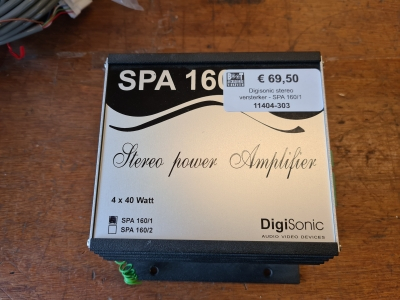 SPA 160
€ 69,50
Digisonic stereo
versterker - SPA 160/1
11404-303
Stereo power Amplifier
4 x 40 Watt
SPA 160/1
SPA 160/2
DigiSonic
AUDIO VIDEO DEVICES